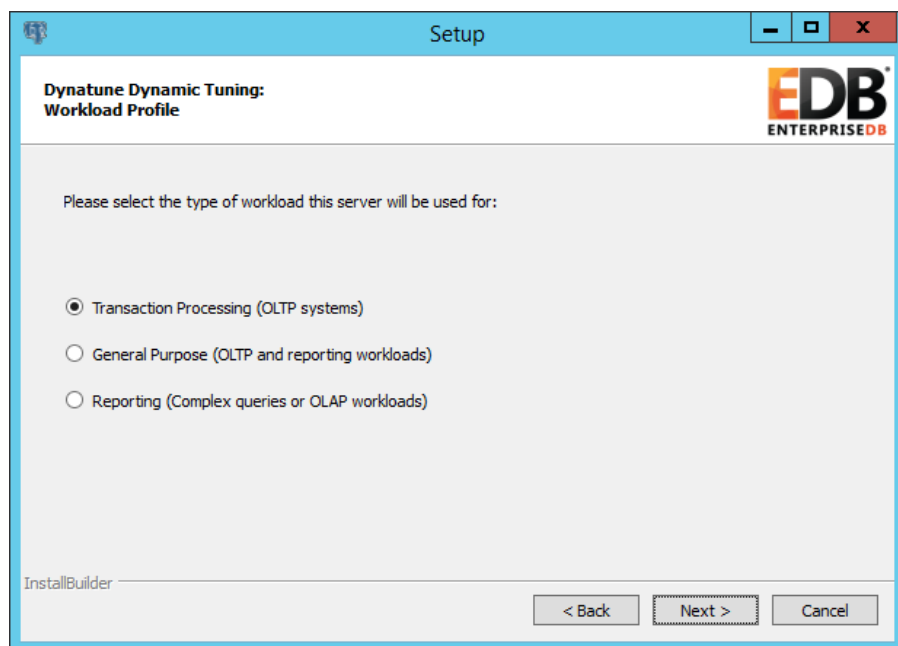 Setup
Dynatune Dynamic Tuning:
Workload Profile
EDB
ENTERPRISEDB
Please select the type of workload this server will be used for:
Transaction Processing (OLTP systems)
General Purpose (OLTP and reporting workloads)
Reporting (Complex queries or OLAP workloads)
InstallBuilder
< Back Next > Cancel